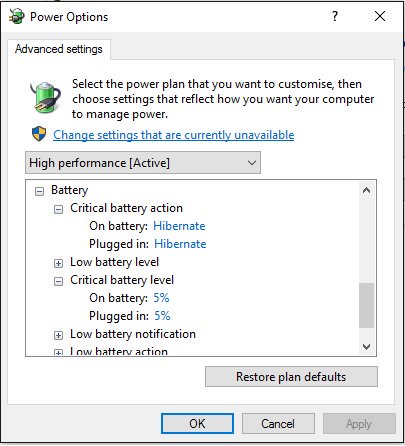 Power Options
Advanced settings
Select the power plan that you want to customise, then
choose settings that reflect how you want your computer
to manage power.
Change settings that are currently unavailable
High performance [Active]
Battery
Critical battery action
On battery: Hibernate
Plugged in: Hibernate
Low battery level
Critical battery level
On battery: 5%
Plugged in: 5%
Low battery notification
Low battery action
Restore plan defaults
OK
Cancel
Apply